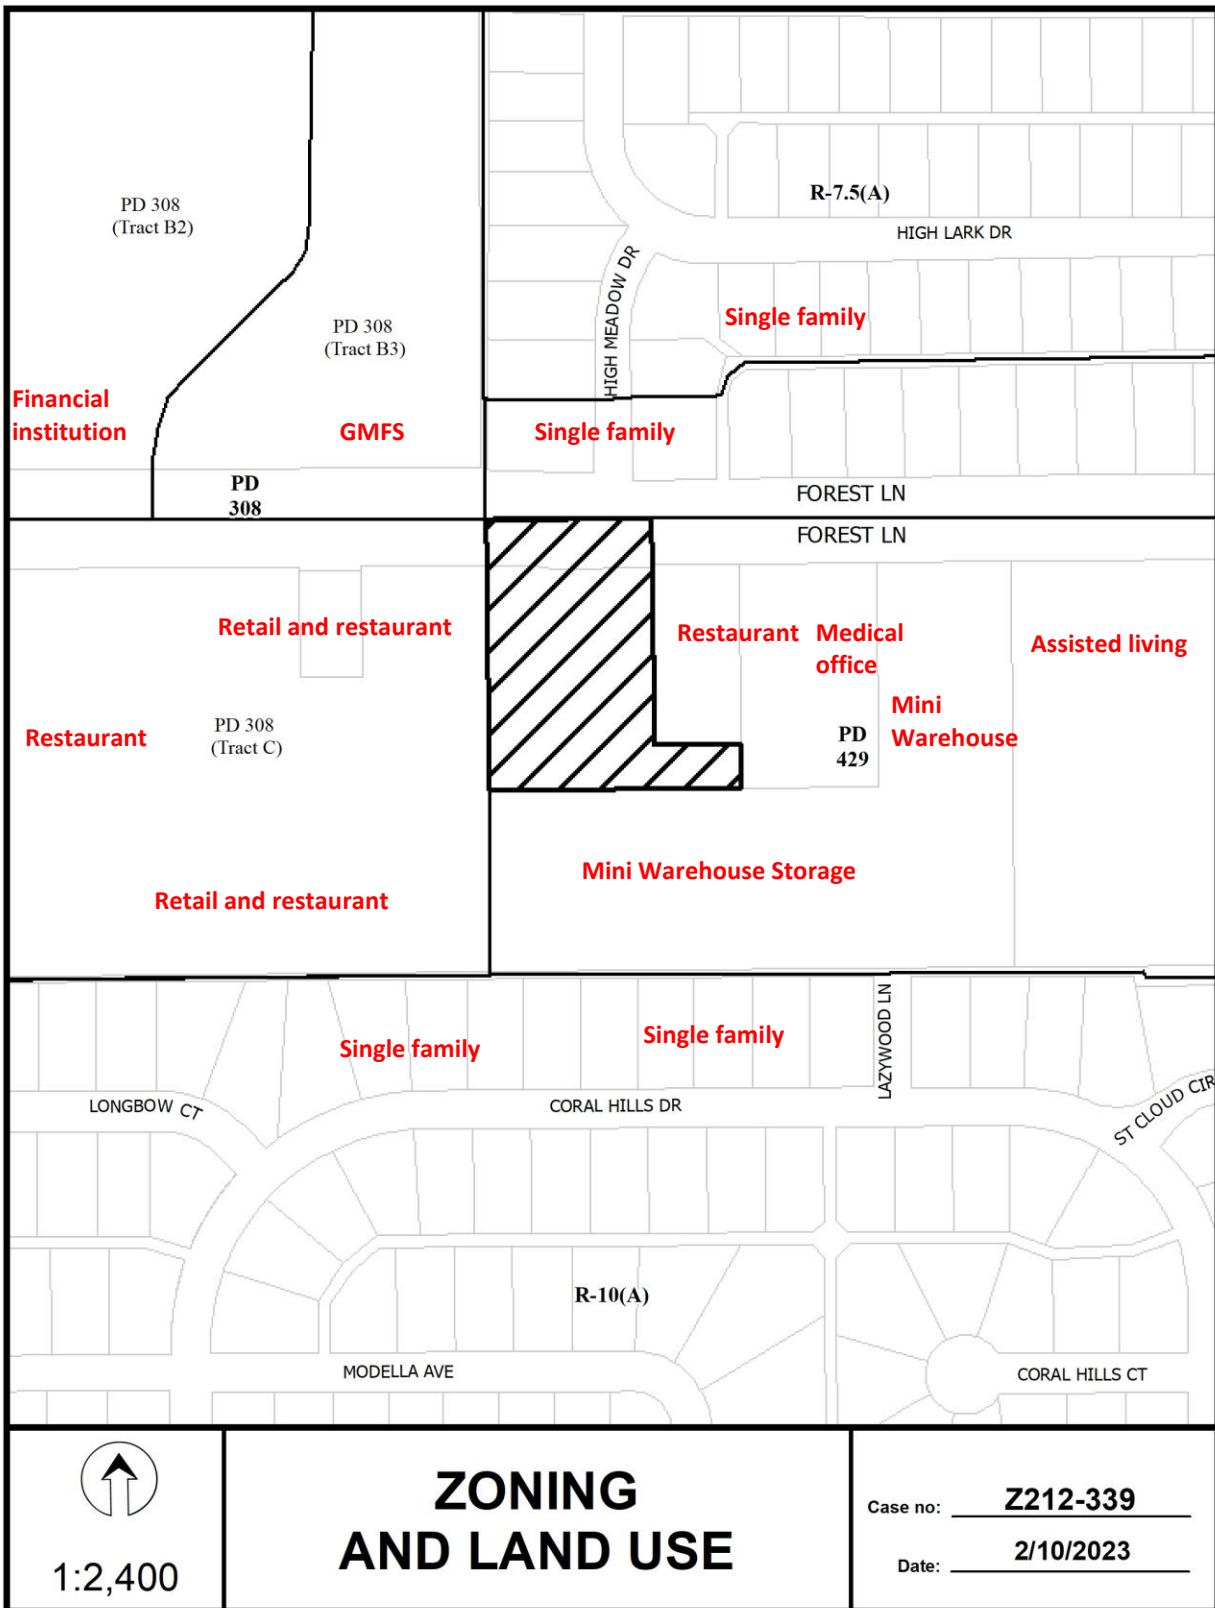 R-7.5(A)
PD 308
(Tract B2)
HIGH LARK DR
HIGH MEADOW DR
PD 308
(Tract B3)
Single family
Financial
institution
GMFS
Single family
PD
308
FOREST LN
FOREST LN
Retail and restaurant
Restaurant
Medical
office
Assisted living
Restaurant
PD 308
(Tract C)
Mini
Warehouse
PD
429
Mini Warehouse Storage
Retail and restaurant
Single family
Single family
LAZYWOOD LN
LONGBOW CT
CORAL HILLS DR
ST CLOUD CIR
R-10(A)
MODELLA AVE
CORAL HILLS CT
1:2,400
ZONING
AND LAND USE
Case no: Z212-339
Date: 2/10/2023